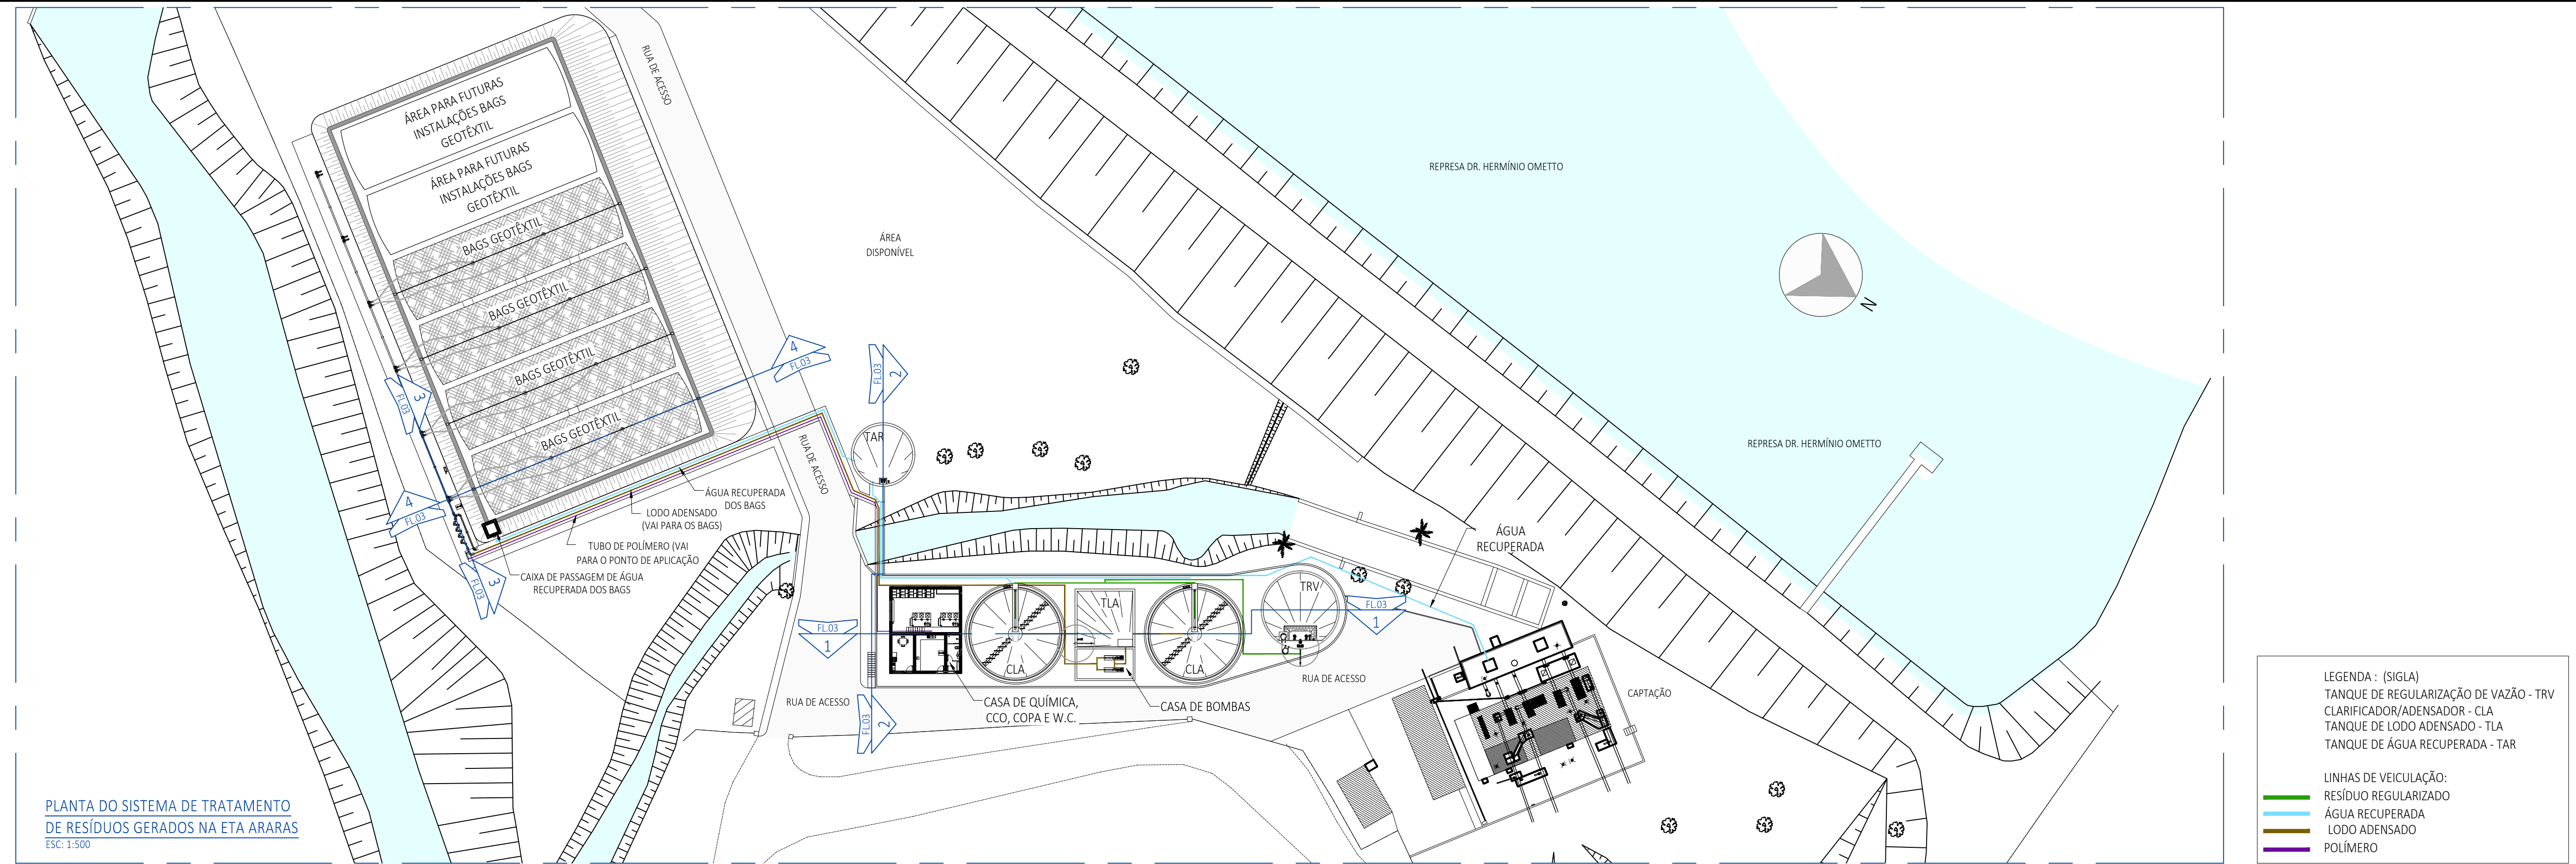 RUA DE ACESSO
ÁREA PARA FUTURAS
INSTALAÇÕES BAGS
GEOTÊXTIL
ÁREA PARA FUTURAS
INSTALAÇÕES BAGS
GEOTÊXTIL
BAGS GEOTÊXTIL
BAGS GEOTÊXTIL
BAGS GEOTÊXTIL
BAGS GEOTÊXTIL
ÁREA
DISPONÍVEL
REPRESA DR. HERMÍNIO OMETTO
N
REPRESA DR. HERMÍNIO OMETTO
4
FL.03
FL.03
2
3
FL.03
4
FL.03
3
FL.03
RUA DE ACESSO
TAR
ÁGUA RECUPERADA
DOS BAGS
LODO ADENSADO
(VAI PARA OS BAGS)
TUBO DE POLÍMERO (VAI
PARA O PONTO DE APLICAÇÃO
CAIXA DE PASSAGEM DE ÁGUA
RECUPERADA DOS BAGS
ÁGUA
RECUPERADA
TRV
TLA
FL.03
1
FL.03
1
CLA
CLA
RUA DE ACESSO
RUA DE ACESSO
CASA DE QUÍMICA,
CCO, COPA E W.C.
CASA DE BOMBAS
CAPTAÇÃO
FL.03
2
PLANTA DO SISTEMA DE TRATAMENTO
DE RESÍDUOS GERADOS NA ETA ARARAS
ESC: 1:500
LEGENDA : (SIGLA)
TANQUE DE REGULARIZAÇÃO DE VAZÃO - TRV
CLARIFICADOR/ADENSADOR - CLA
TANQUE DE LODO ADENSADO - TLA
TANQUE DE ÁGUA RECUPERADA - TAR
LINHAS DE VEICULAÇÃO:
RESÍDUO REGULARIZADO
ÁGUA RECUPERADA
LODO ADENSADO
POLÍMERO